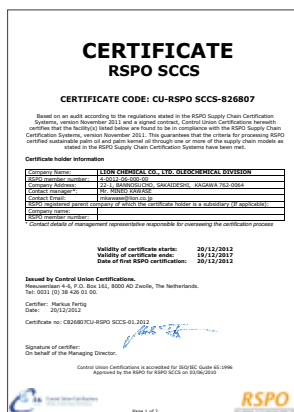 CERTIFICATE
RSPO SCCS
CERTIFICATE CODE: CU-RSPO SCCS-826807
Based on an audit according to the regulations stated in the RSPO Supply Chain Certification
Systems, version November 2011 and a signed contract, Control Union Certifications herewith
certifies that the facility(s) listed below are found to be in compliance with the RSPO Supply Chain
Certification Systems, version November 2011. This guarantees that the criteria for processing RSPO
certified sustainable palm oil and palm kernel oil through one or more of the supply chain models as
stated in the RSPO Supply Chain Certification Systems have been met.
Certificate holder information
Company Name: LION CHEMICAL CO., LTD. OLEOCHEMICAL DIVISION
RSPO member number: 4-0012-06-000-00
Company Address: 22-1, BANNOSUCHO, SAKAIDESHI, KAGAWA 762-0064
Contact manager*: Mr. MINEO KAWASE
Contact Email: mkawase@lion.co.jp
RSPO registered parent company of which the certificate holder is a subsidiary (if applicable):
Company name:
RSPO member number:
* Contact details of management representative responsible for overseeing the certification process
Validity of certificate starts: 20/12/2012
Validity of certificate ends: 19/12/2017
Date of first RSPO certification: 20/12/2012
Issued by Control Union Certifications.
Meeuwenlaan 4-6, P.O. Box 161, 8000 AD Zwolle, The Netherlands.
Tel: 0031 (0) 38 426 01 00.
Certifier: Markus Fertig
Date: 20/12/2012
Certificate no: C826807CU-RSPO SCCS-01.2012
Signature of certifier:
On behalf of the Managing Director.
Control Union Certifications is accredited for ISO/IEC Guide 65:1996
Approved by the RSPO for RSPO SCCS on 03/06/2010
Control Union Certifications
RSPO
Page 1 of 2